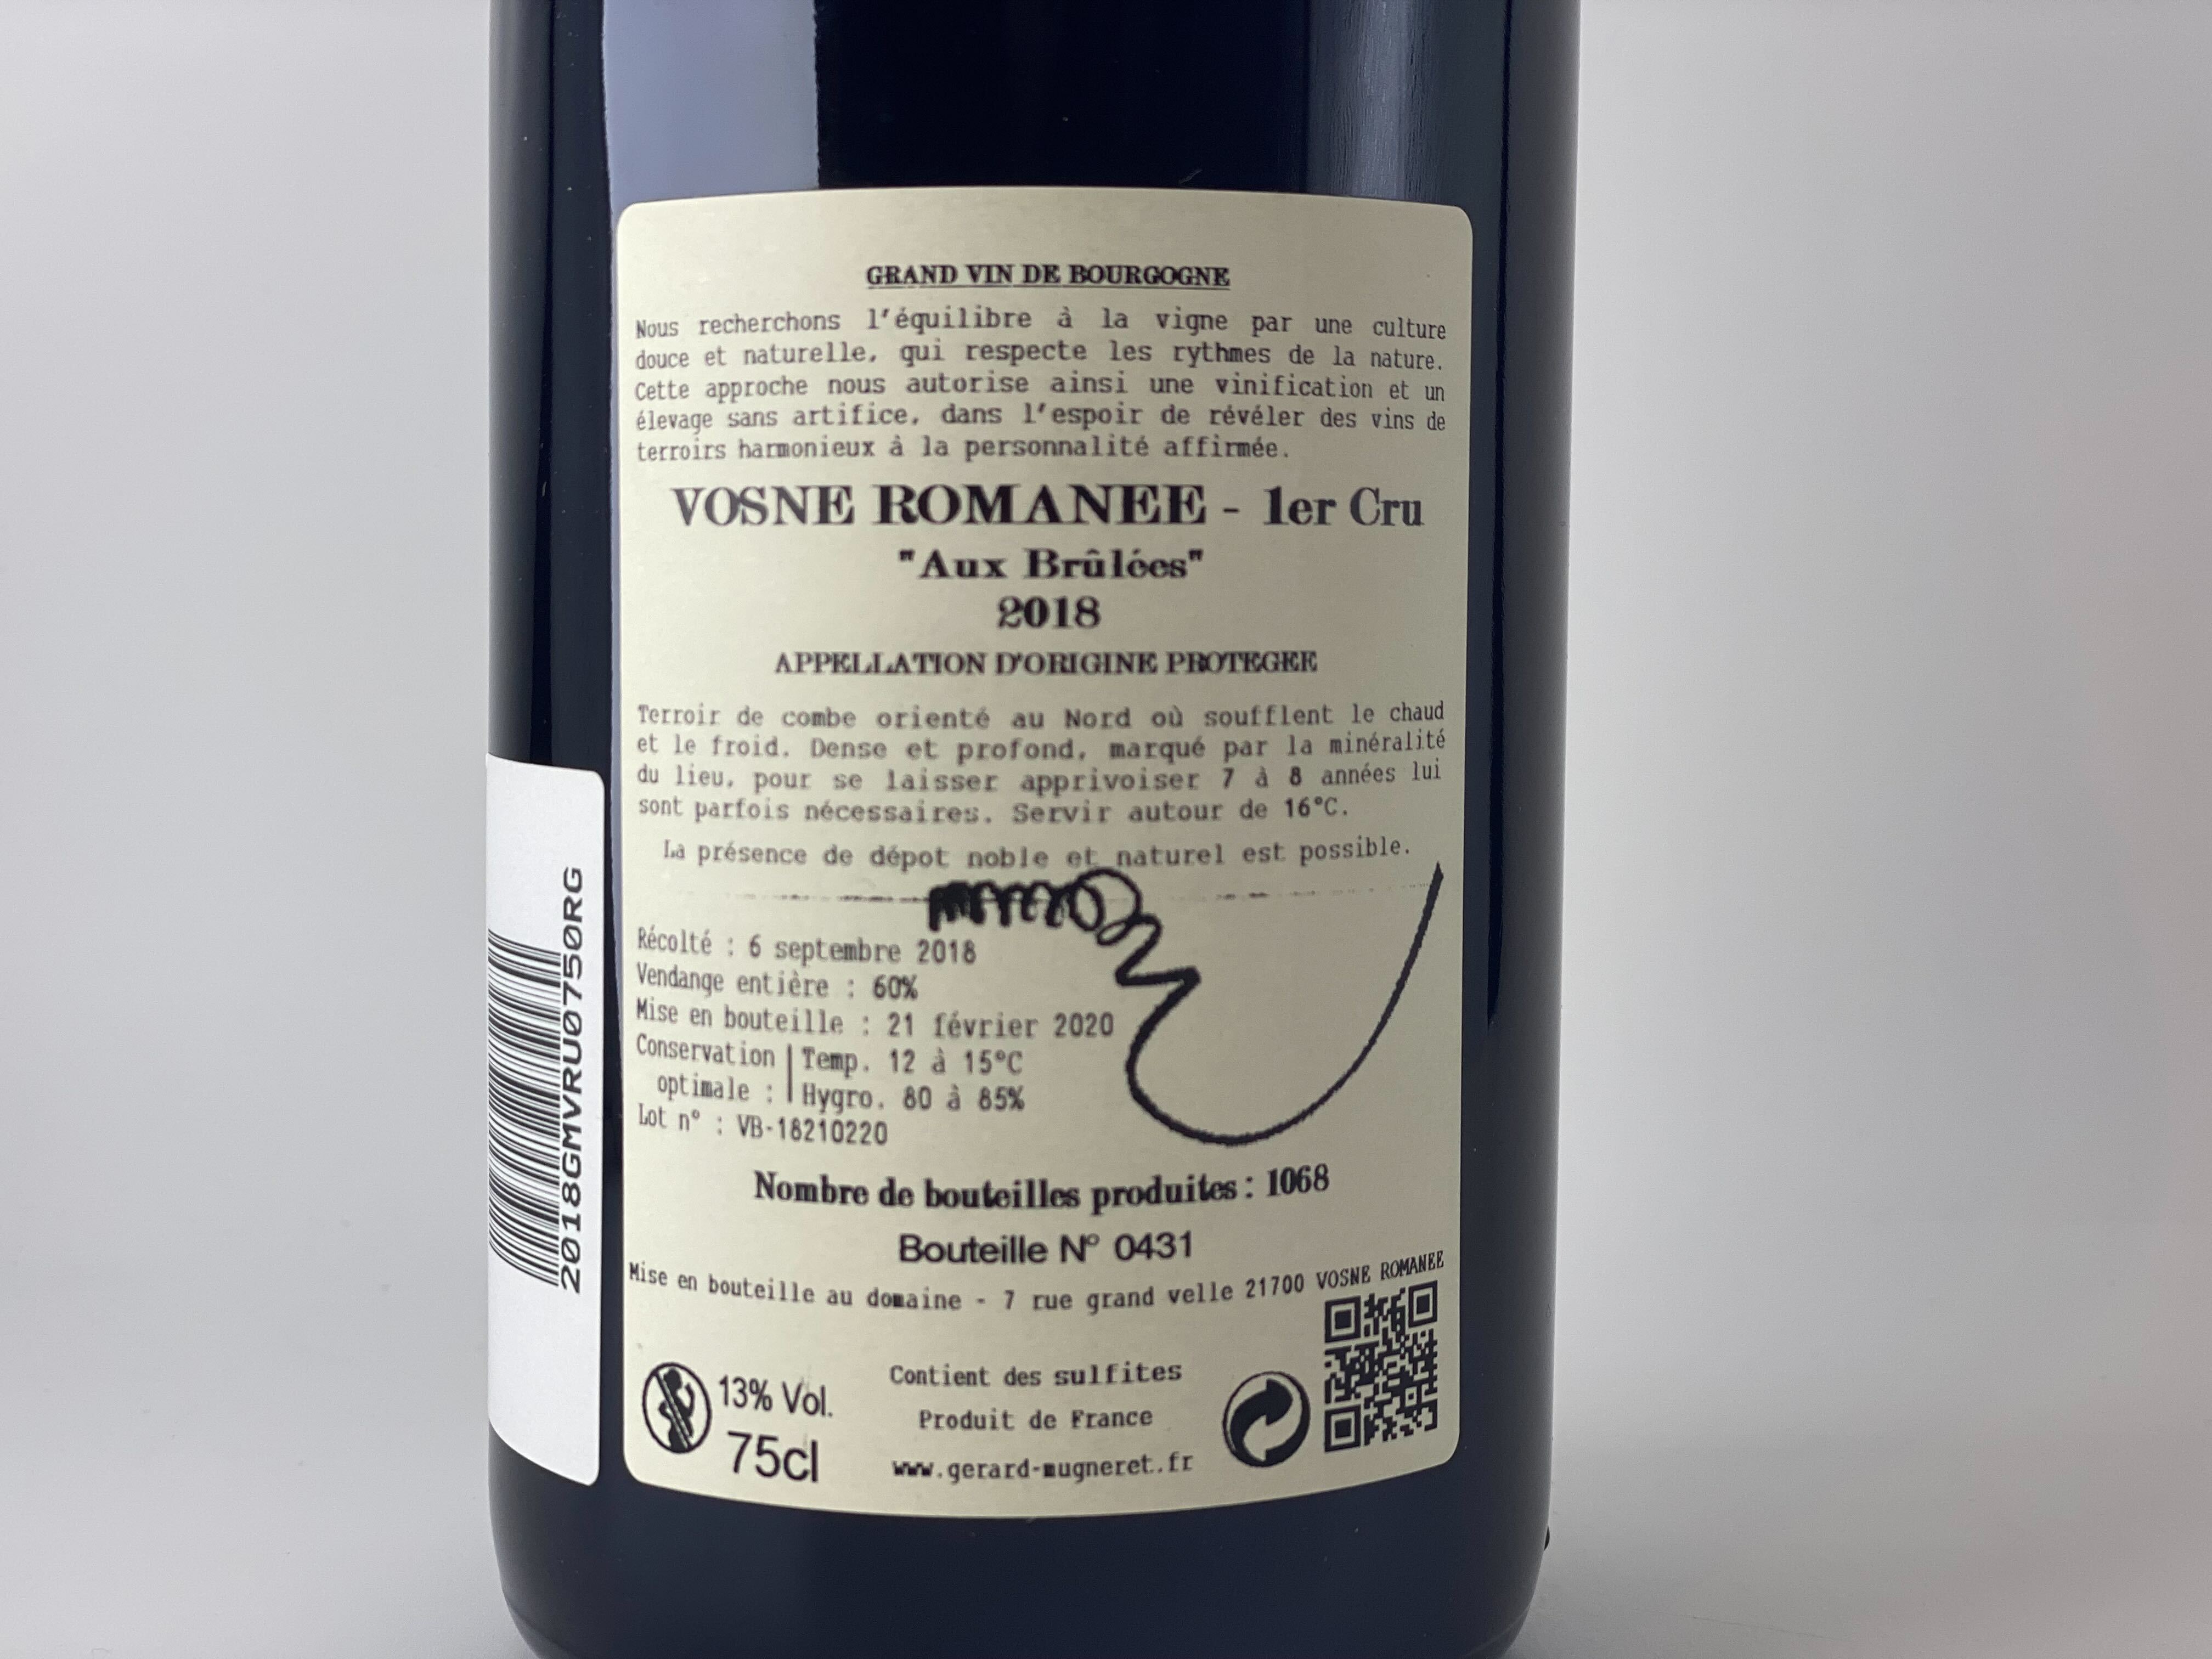 GRAND VIN DE BOURGOGNE
Nous recherchons l'équilibre à la vigne par une culture
douce et naturelle, qui respecte les rythmes de la nature.
Cette approche nous autorise ainsi une vinification et un
élevage sans artifice, dans l'espoir de révéler des vins de
terroirs harmonieux à la personnalité affirmée.
VOSNE ROMANEE - 1er Cru
"Aux Brûlées"
2018
APPELLATION D'ORIGINE PROTEGEE
Terroir de combe orienté au Nord où soufflent le chaud
et le froid. Dense et profond, marqué par la minéralité
du lieu, pour se laisser apprivoiser 7 à 8 années lui
sont parfois nécessaires. Servir autour de 16°C.
La présence de dépot noble et naturel est possible.
Récolté : 6 septembre 2018
Vendange entière : 60%
Mise en bouteille : 21 février 2020
Conservation | Temp. 12 à 15°C
optimale : | Hygro. 80 à 85%
Lot n° : VB-18210220
Nombre de bouteilles produites : 1068
Bouteille N° 0431
Mise en bouteille au domaine - 7 rue grand velle 21700 VOSNE ROMANEE
13% Vol.
75cl
Contient des sulfites
Produit de France
www.gerard-mugneret.fr
2018GMVRU0750RG